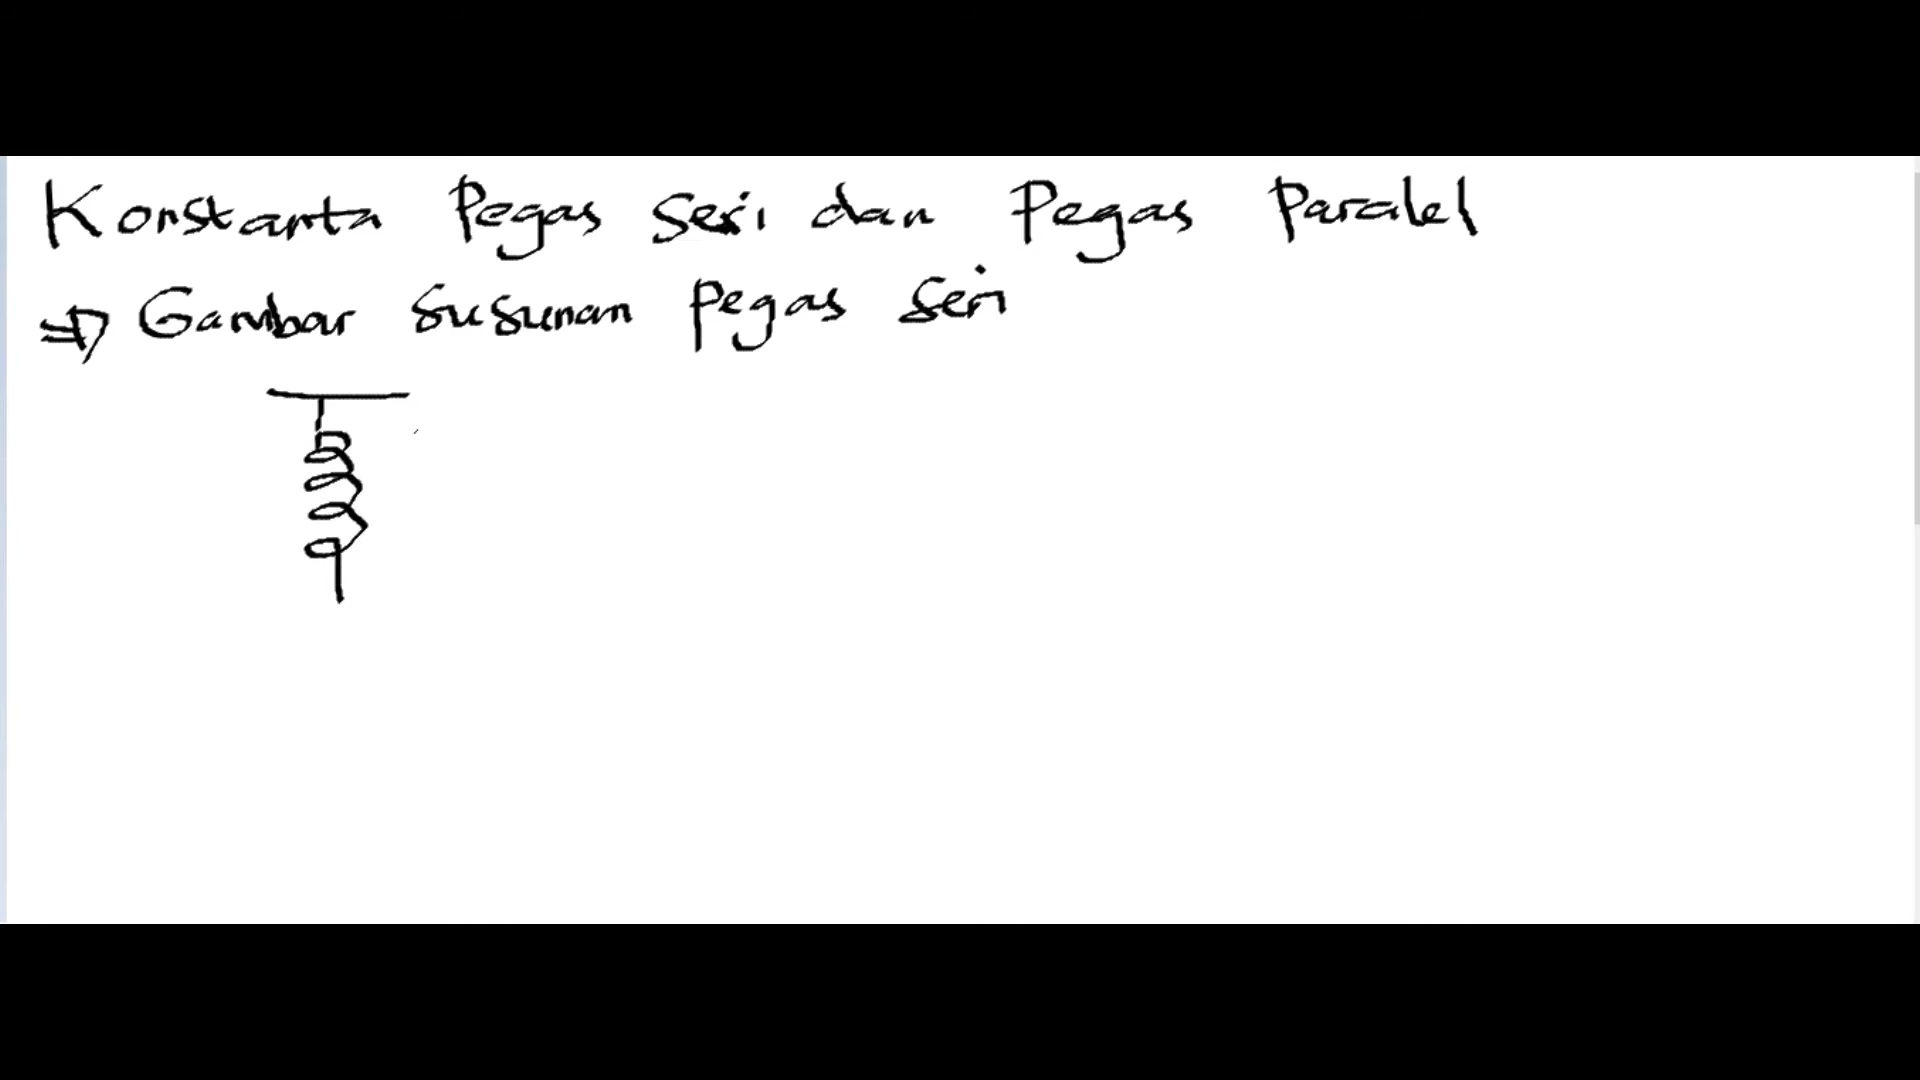 Konstanta Pegas Seri dan Pegas Paralel
⇒ Gambar Susunan Pegas Seri